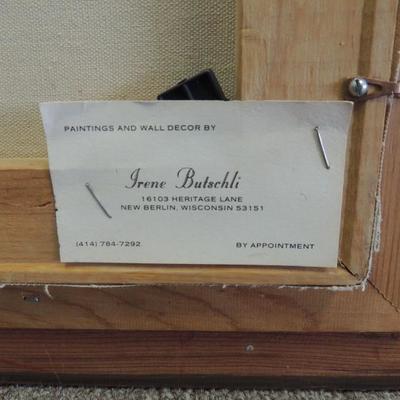 PAINTINGS AND WALL DECOR BY
Irene Butschli
16103 HERITAGE LANE
NEW BERLIN, WISCONSIN 53151
(414) 784-7292 BY APPOINTMENT